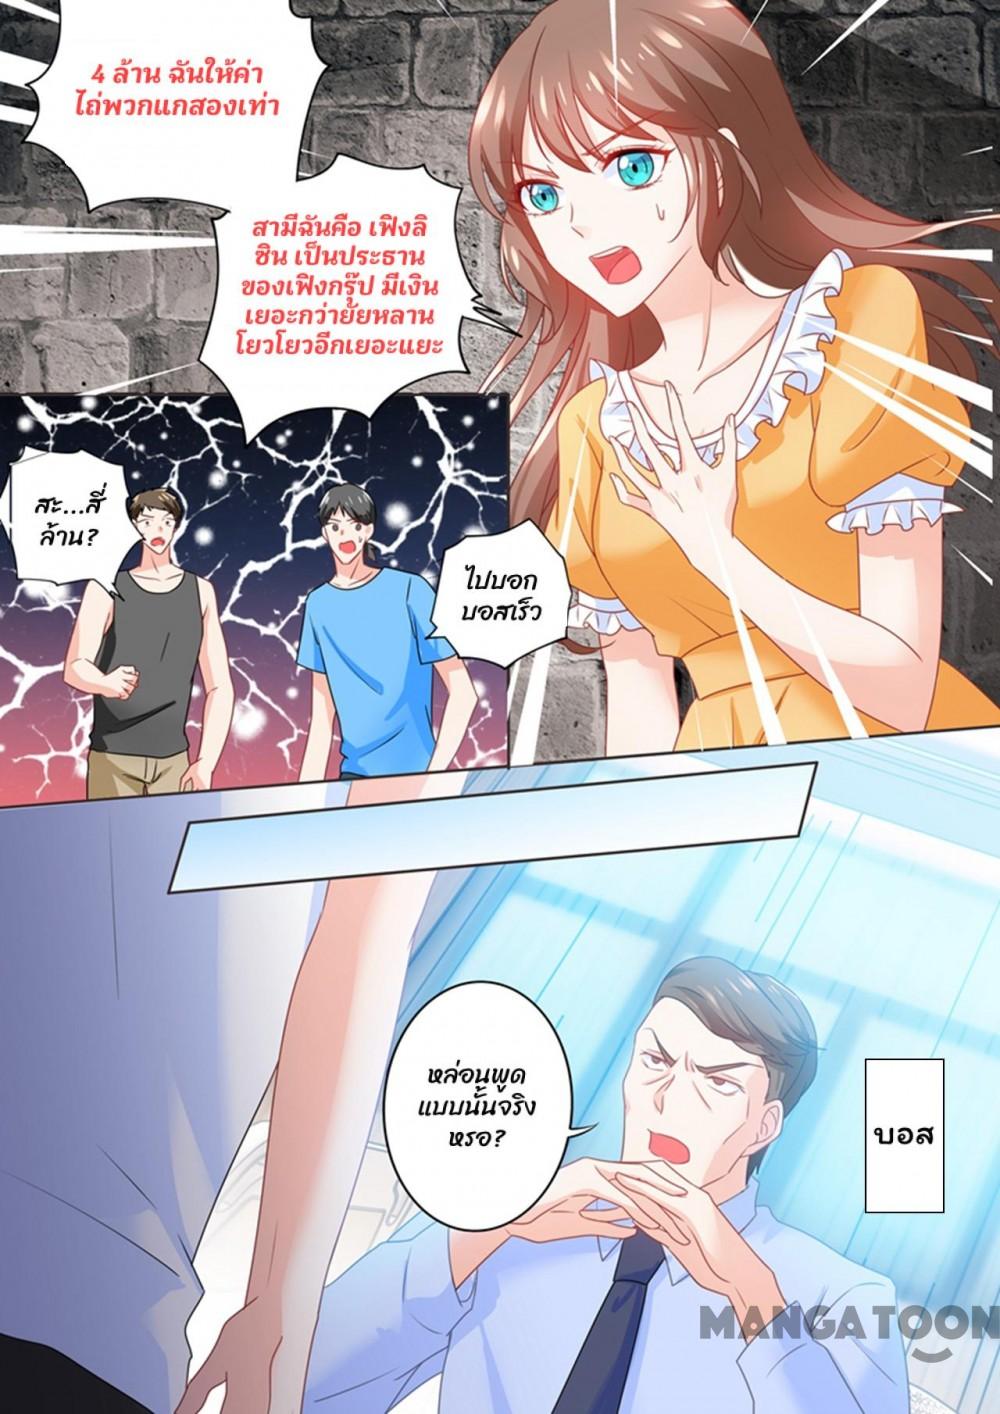 4 ล้าน ฉันให้ค่า
ไถ่พวกแกสองเท่า
สามีฉันคือ เฟิงลิ
ซิน เป็นประธาน
ของเฟิงกรุ๊ป มีเงิน
เยอะกว่ายัยหลาน
โยวโยวอีกเยอะแยะ
สะ...สี่
ล้าน?
ไปบอก
บอสเร็ว
หล่อนพูด
แบบนั้นจริง
หรอ?
บอส
MANGATOON